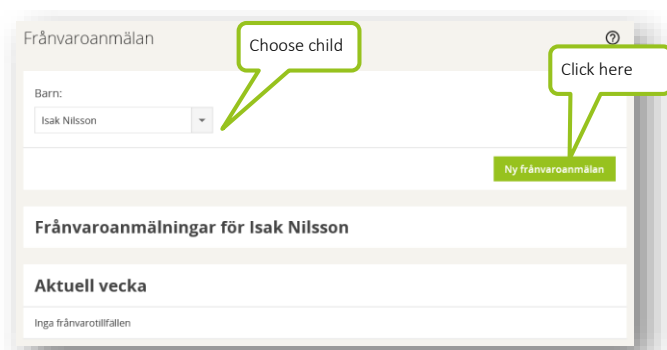 Frånvaroanmälan
Choose child
Click here
Barn:
Isak Nilsson
Ny frånvaroanmälan
Frånvaroanmälningar för Isak Nilsson
Aktuell vecka
Inga frånvarotillfällen